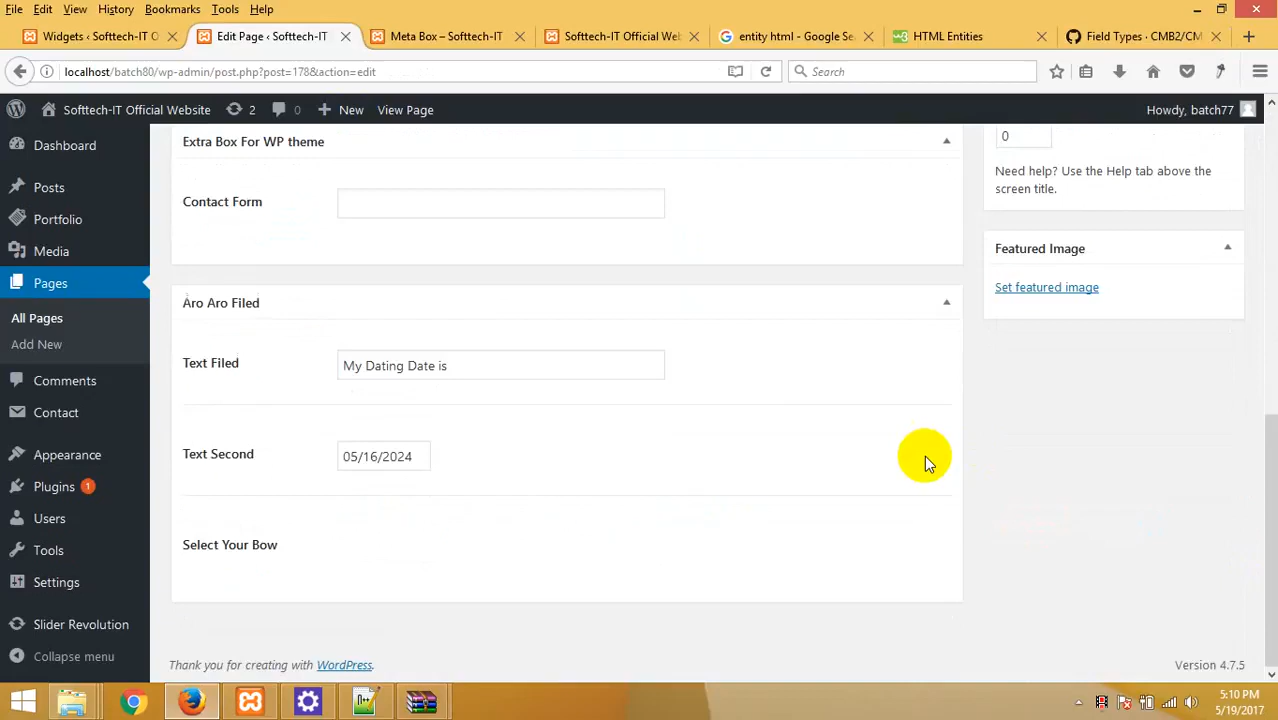 File Edit View History Bookmarks Tools Help
Widgets ‹ Softtech-IT O
Edit Page ‹ Softtech-IT
Meta Box – Softtech-IT
Softtech-IT Official Web
entity html - Google Se
HTML Entities
Field Types · CMB2/CM
localhost/batch80/wp-admin/post.php?post=178&action=edit
Search
Softtech-IT Official Website 2 0 New View Page
Howdy, batch77
Dashboard
Posts
Portfolio
Media
Pages
All Pages
Add New
Comments
Contact
Appearance
Plugins 1
Users
Tools
Settings
Slider Revolution
Collapse menu
Extra Box For WP theme
Contact Form
Aro Aro Filed
Text Filed
My Dating Date is
Text Second
05/16/2024
Select Your Bow
0
Need help? Use the Help tab above the
screen title.
Featured Image
Set featured image
Thank you for creating with WordPress.
Version 4.7.5
5:10 PM
5/19/2017